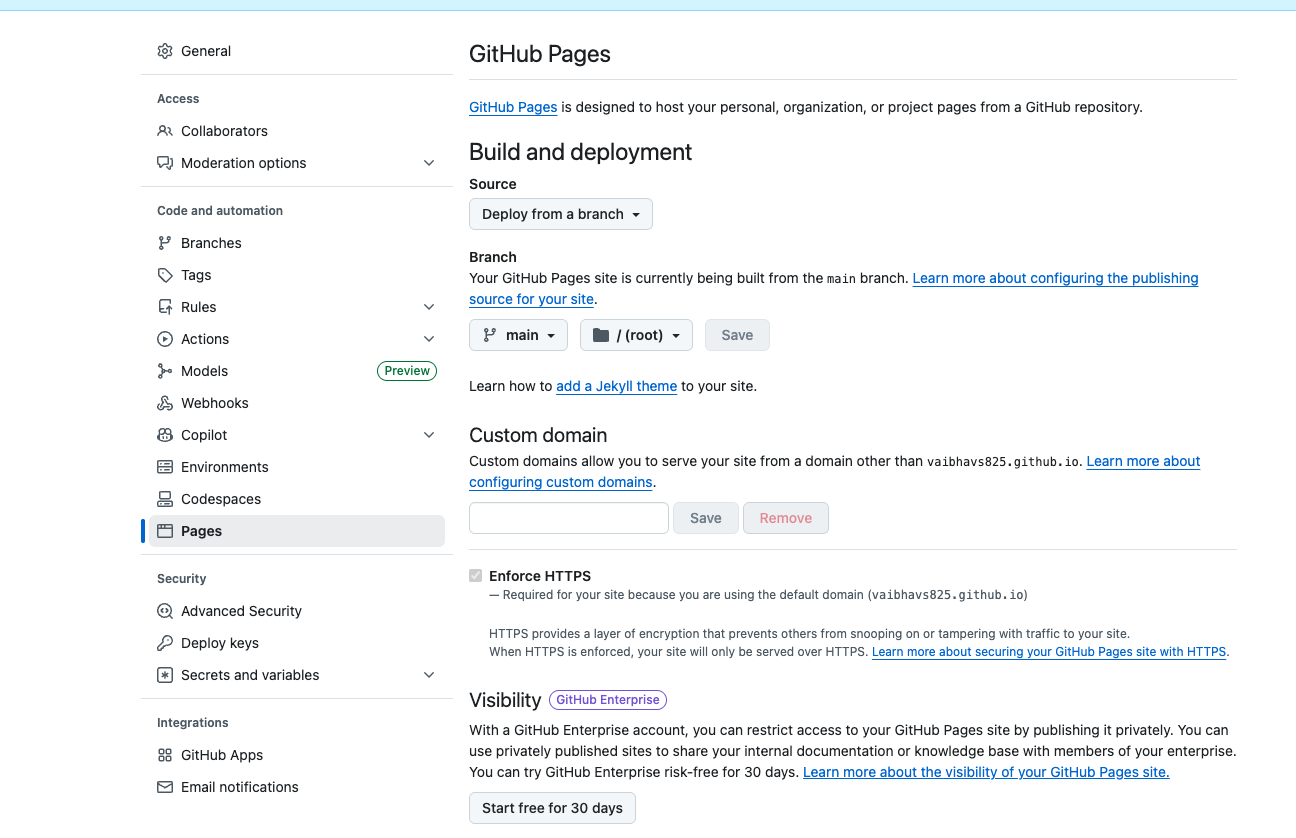 General
Access
Collaborators
Moderation options
Code and automation
Branches
Tags
Rules
Actions
Models
Preview
Webhooks
Copilot
Environments
Codespaces
Pages
Security
Advanced Security
Deploy keys
Secrets and variables
Integrations
GitHub Apps
Email notifications
GitHub Pages
GitHub Pages is designed to host your personal, organization, or project pages from a GitHub repository.
Build and deployment
Source
Deploy from a branch
Branch
Your GitHub Pages site is currently being built from the main branch. Learn more about configuring the publishing
source for your site.
main
/ (root)
Save
Learn how to add a Jekyll theme to your site.
Custom domain
Custom domains allow you to serve your site from a domain other than vaibhavs825.github.io. Learn more about
configuring custom domains.
Save
Remove
Enforce HTTPS
— Required for your site because you are using the default domain (vaibhavs825.github.io)
HTTPS provides a layer of encryption that prevents others from snooping on or tampering with traffic to your site.
When HTTPS is enforced, your site will only be served over HTTPS. Learn more about securing your GitHub Pages site with HTTPS.
Visibility
GitHub Enterprise
With a GitHub Enterprise account, you can restrict access to your GitHub Pages site by publishing it privately. You can
use privately published sites to share your internal documentation or knowledge base with members of your enterprise.
You can try GitHub Enterprise risk-free for 30 days. Learn more about the visibility of your GitHub Pages site.
Start free for 30 days